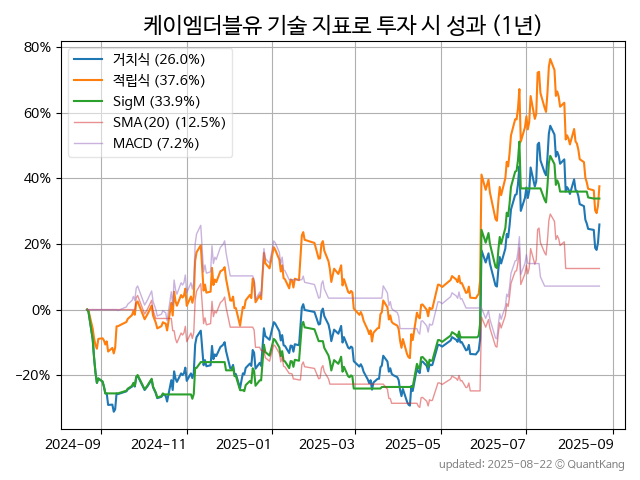 케이엠더블유 기술 지표로 투자 시 성과 (1년)
거치식 (26.0%)
적립식 (37.6%)
SigM (33.9%)
SMA(20) (12.5%)
MACD (7.2%)
80%
60%
40%
20%
0%
−20%
2024-09 2024-11 2025-01 2025-03 2025-05 2025-07 2025-09
updated: 2025-08-22 © QuantKang